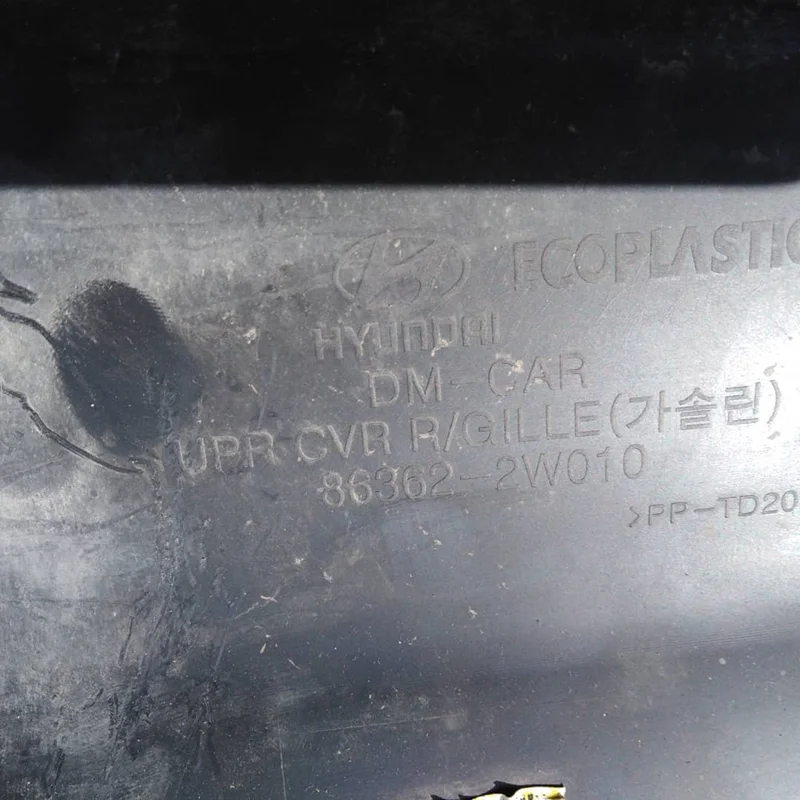 ECOPLASTIC
HYUNDAI
DM-CAR
UPR CVR R/GILLE(가솔린)
86362-2W010
>PP-TD20